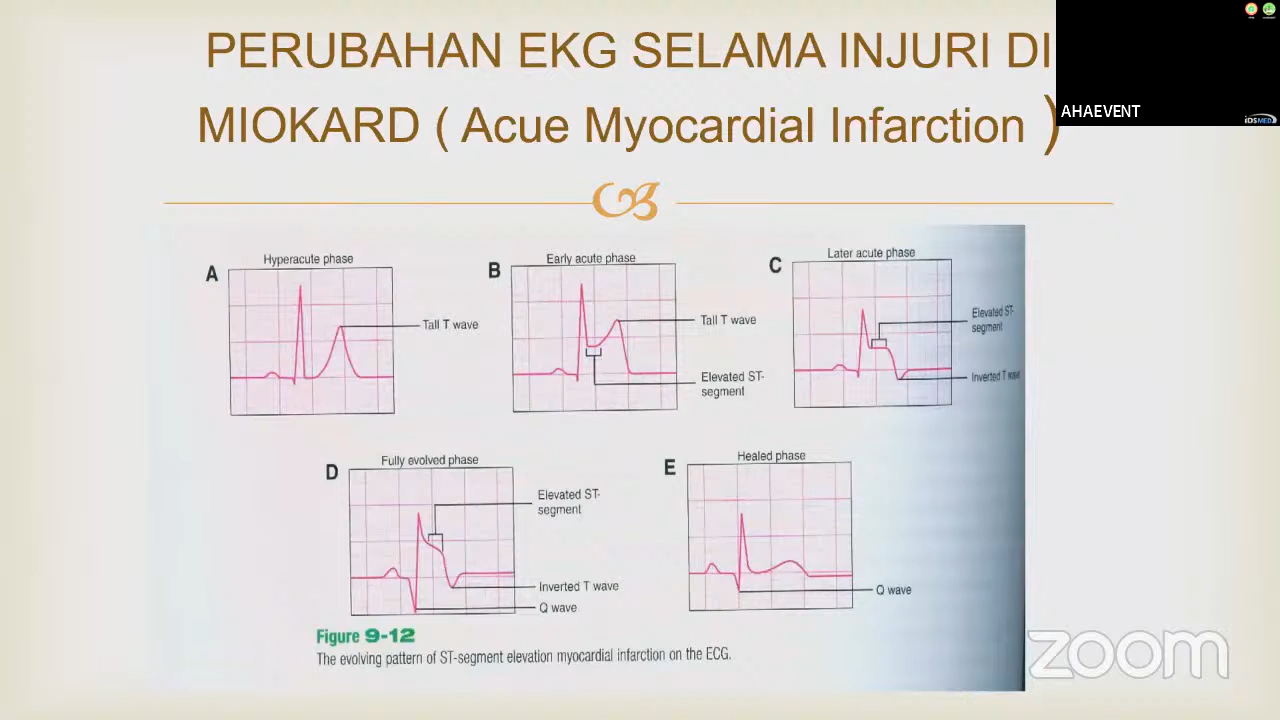 PERUBAHAN EKG SELAMA INJURI DI
MIOKARD ( Acue Myocardial Infarction )
AHAEVENT
iDSMED
A
Hyperacute phase
Tall T wave
B
Early acute phase
Tall T wave
Elevated ST-
segment
C
Later acute phase
Elevated ST-
segment
Inverted T wave
D
Fully evolved phase
Elevated ST-
segment
Inverted T wave
Q wave
E
Healed phase
Q wave
Figure 9-12
The evolving pattern of ST-segment elevation myocardial infarction on the ECG.
zoom